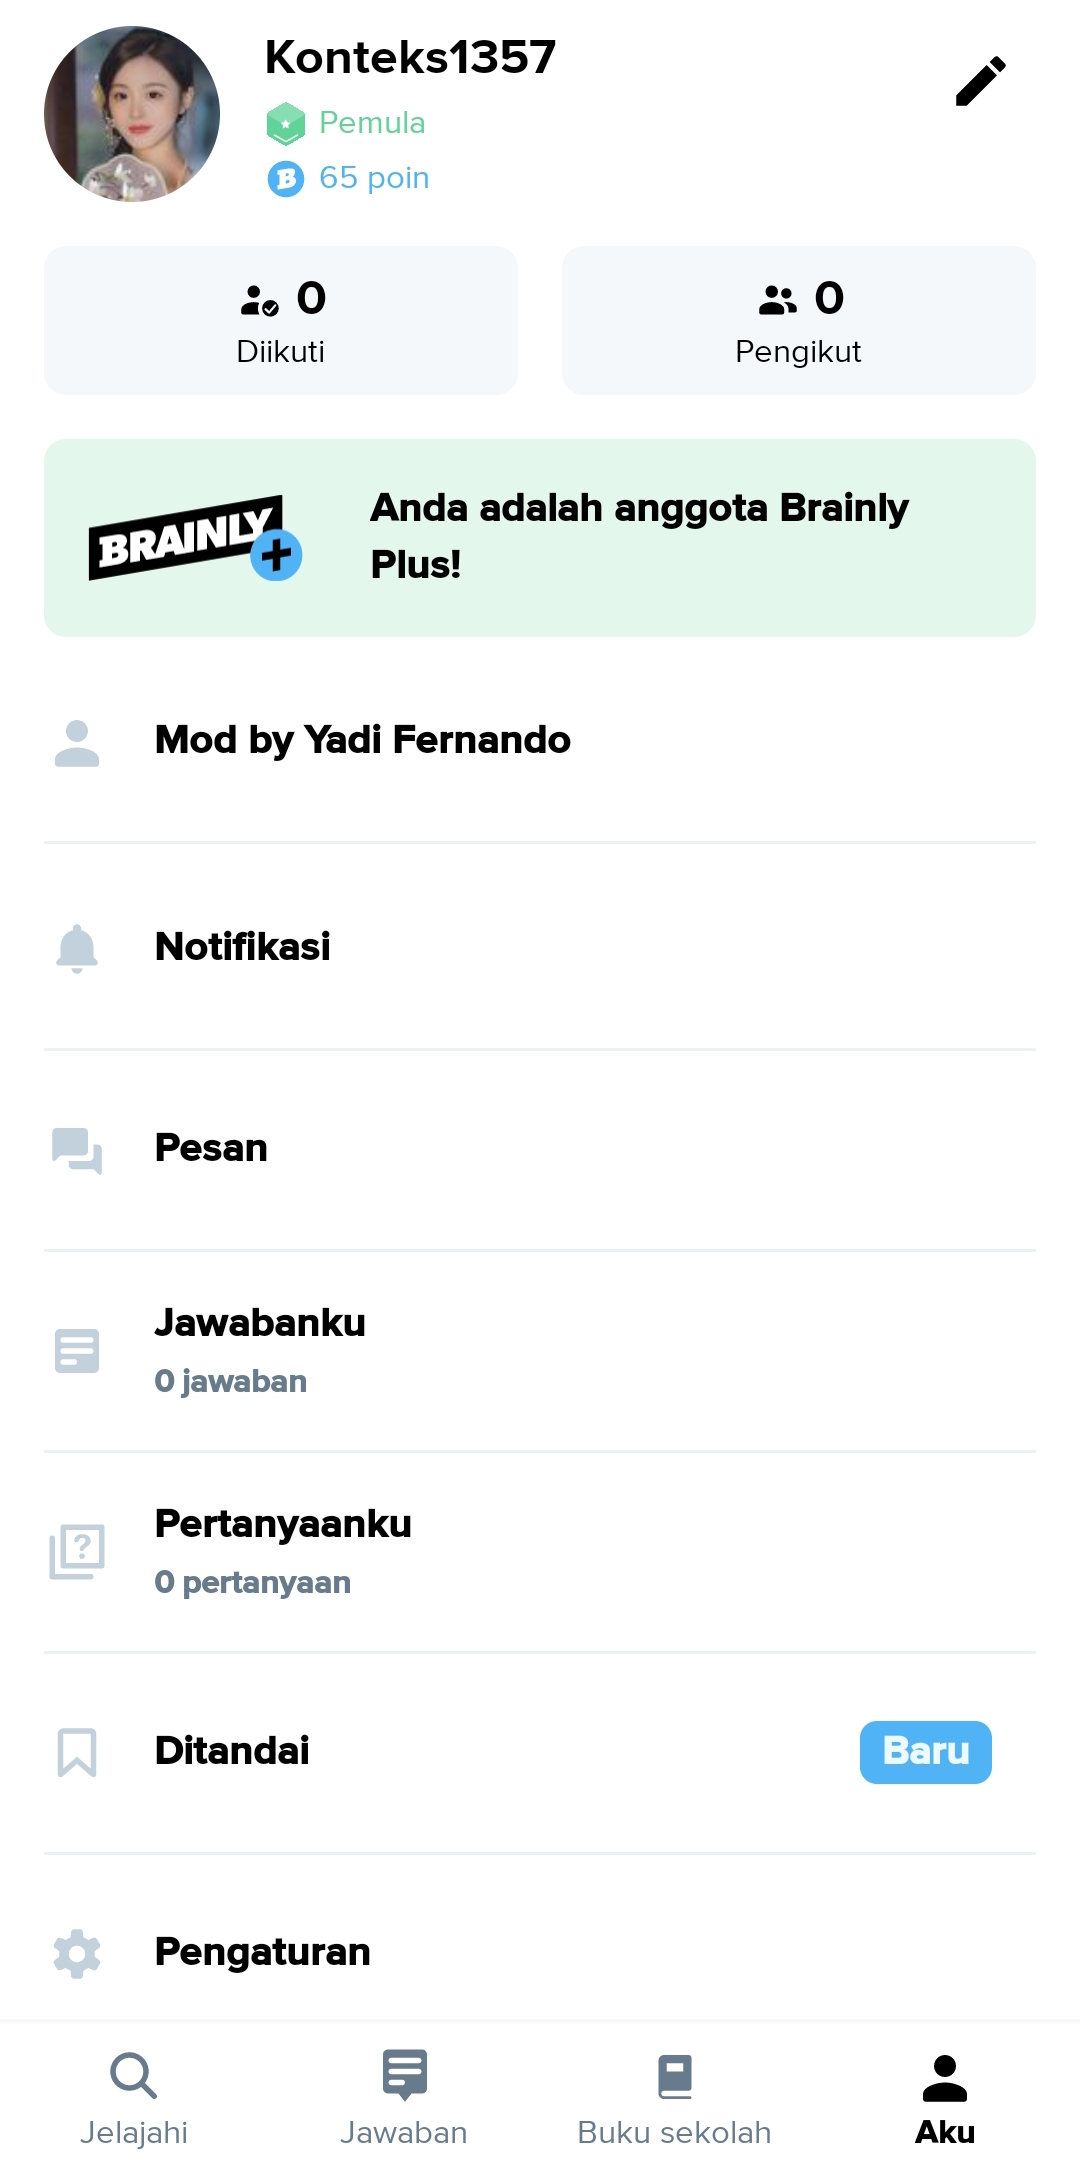 Konteks1357
Pemula
65 poin
0
Diikuti
0
Pengikut
BRAINLY
Anda adalah anggota Brainly
Plus!
Mod by Yadi Fernando
Notifikasi
Pesan
Jawabanku
0 jawaban
Pertanyaanku
0 pertanyaan
Ditandai
Baru
Pengaturan
Jelajahi
Jawaban
Buku sekolah
Aku